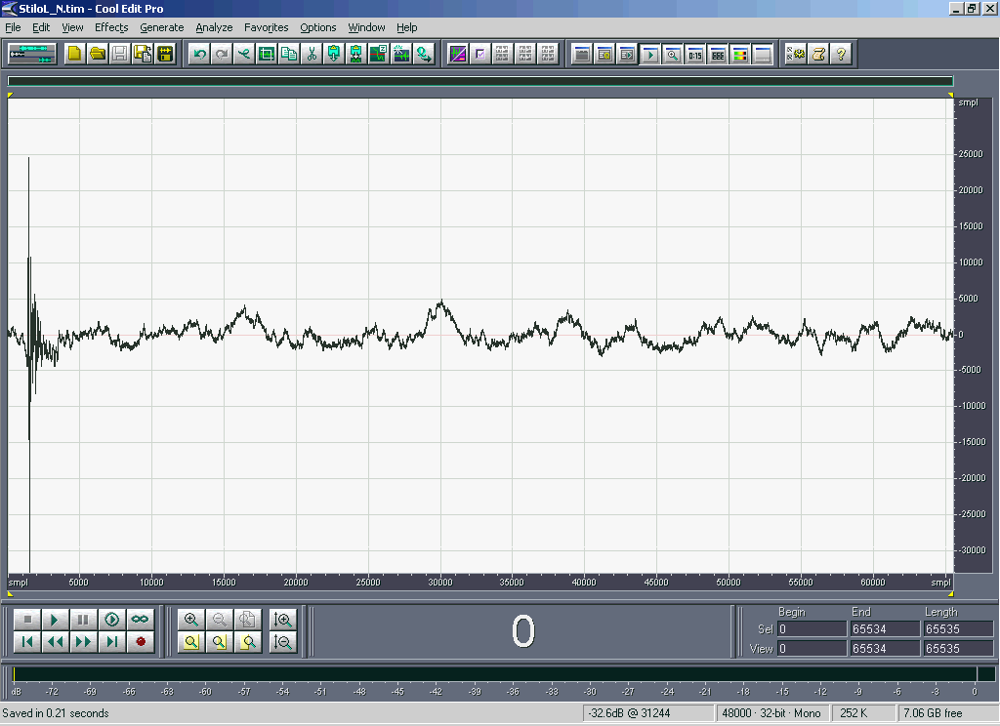 StiloL_N.tim - Cool Edit Pro
File Edit View Effects Generate Analyze Favorites Options Window Help
smpl
25000
20000
15000
10000
5000
0
-5000
-10000
-15000
-20000
-25000
-30000
smpl 5000 10000 15000 20000 25000 30000 35000 40000 45000 50000 55000 60000 smpl
0
Begin End Length
Sel 0 65534 65535
View 0 65534 65535
dB -72 -69 -66 -63 -60 -57 -54 -51 -48 -45 -42 -39 -36 -33 -30 -27 -24 -21 -18 -15 -12 -9 -6 -3 0
Saved in 0.21 seconds -32.6dB @ 31244 48000 · 32-bit · Mono 252 K 7.06 GB free